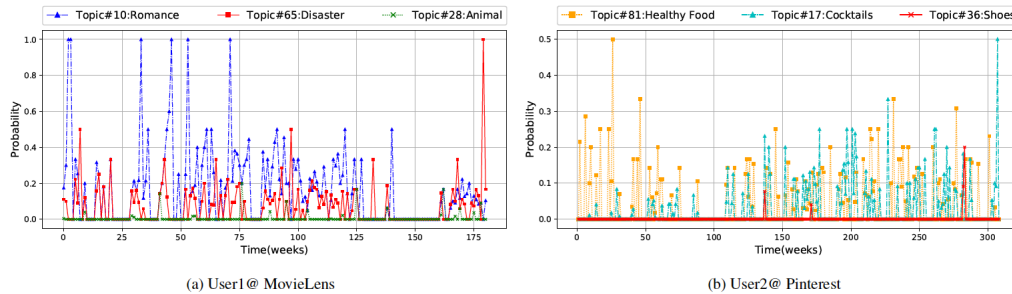 Topic#10:Romance Topic#65:Disaster Topic#28:Animal
1.0
0.8
0.6
0.4
0.2
0.0
Probability
0 25 50 75 100 125 150 175
Time(weeks)
(a) User1@ MovieLens
Topic#81:Healthy Food Topic#17:Cocktails Topic#36:Shoes
0.5
0.4
0.3
0.2
0.1
0.0
Probability
0 50 100 150 200 250 300
Time(weeks)
(b) User2@ Pinterest